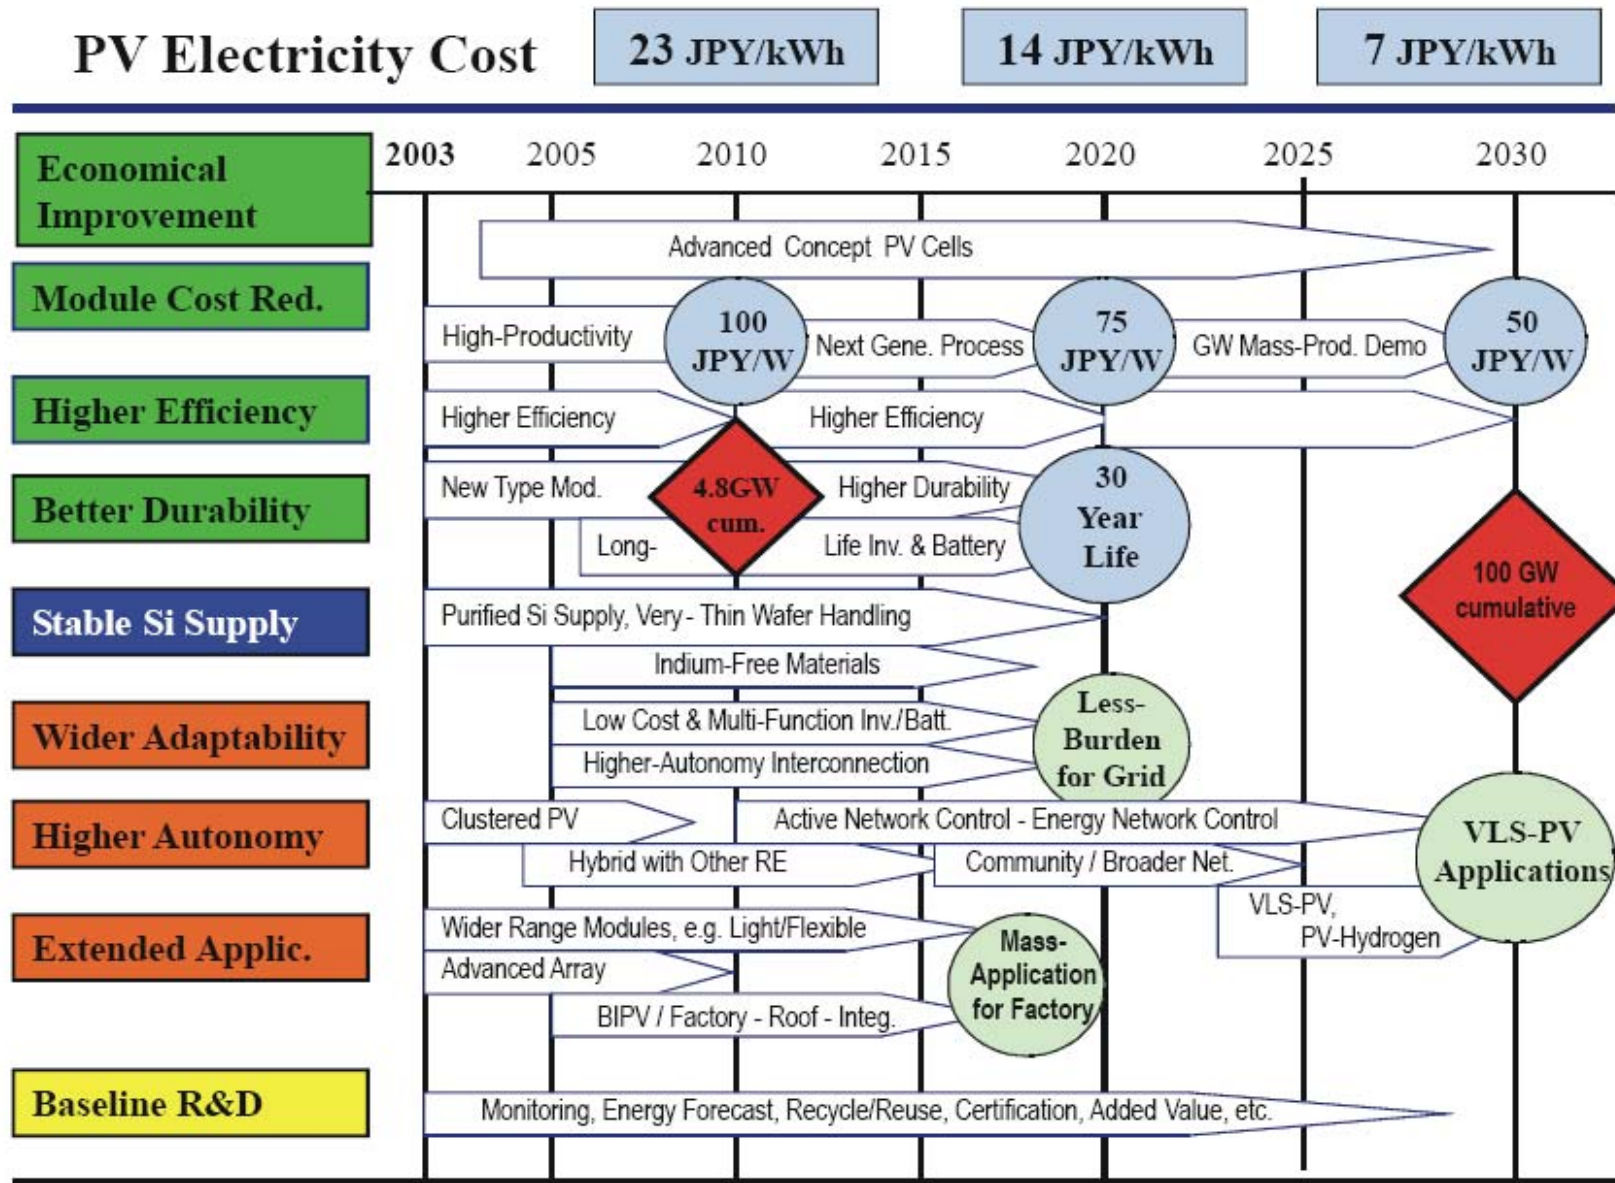 PV Electricity Cost 23 JPY/kWh 14 JPY/kWh 7 JPY/kWh
2003 2005 2010 2015 2020 2025 2030
Economical
Improvement
Advanced Concept PV Cells
Module Cost Red.
High-Productivity
100
JPY/W
Next Gene. Process
75
JPY/W
GW Mass-Prod. Demo
50
JPY/W
Higher Efficiency
Higher Efficiency
Higher Efficiency
Better Durability
New Type Mod.
4.8GW
cum.
Higher Durability
Long-
Life Inv. & Battery
30
Year
Life
100 GW
cumulative
Stable Si Supply
Purified Si Supply, Very - Thin Wafer Handling
Indium-Free Materials
Wider Adaptability
Low Cost & Multi-Function Inv./Batt.
Higher-Autonomy Interconnection
Less-
Burden
for Grid
Higher Autonomy
Clustered PV
Active Network Control - Energy Network Control
Hybrid with Other RE
Community / Broader Net.
VLS-PV
Applications
VLS-PV,
PV-Hydrogen
Extended Applic.
Wider Range Modules, e.g. Light/Flexible
Advanced Array
BIPV / Factory - Roof - Integ.
Mass-
Application
for Factory
Baseline R&D
Monitoring, Energy Forecast, Recycle/Reuse, Certification, Added Value, etc.